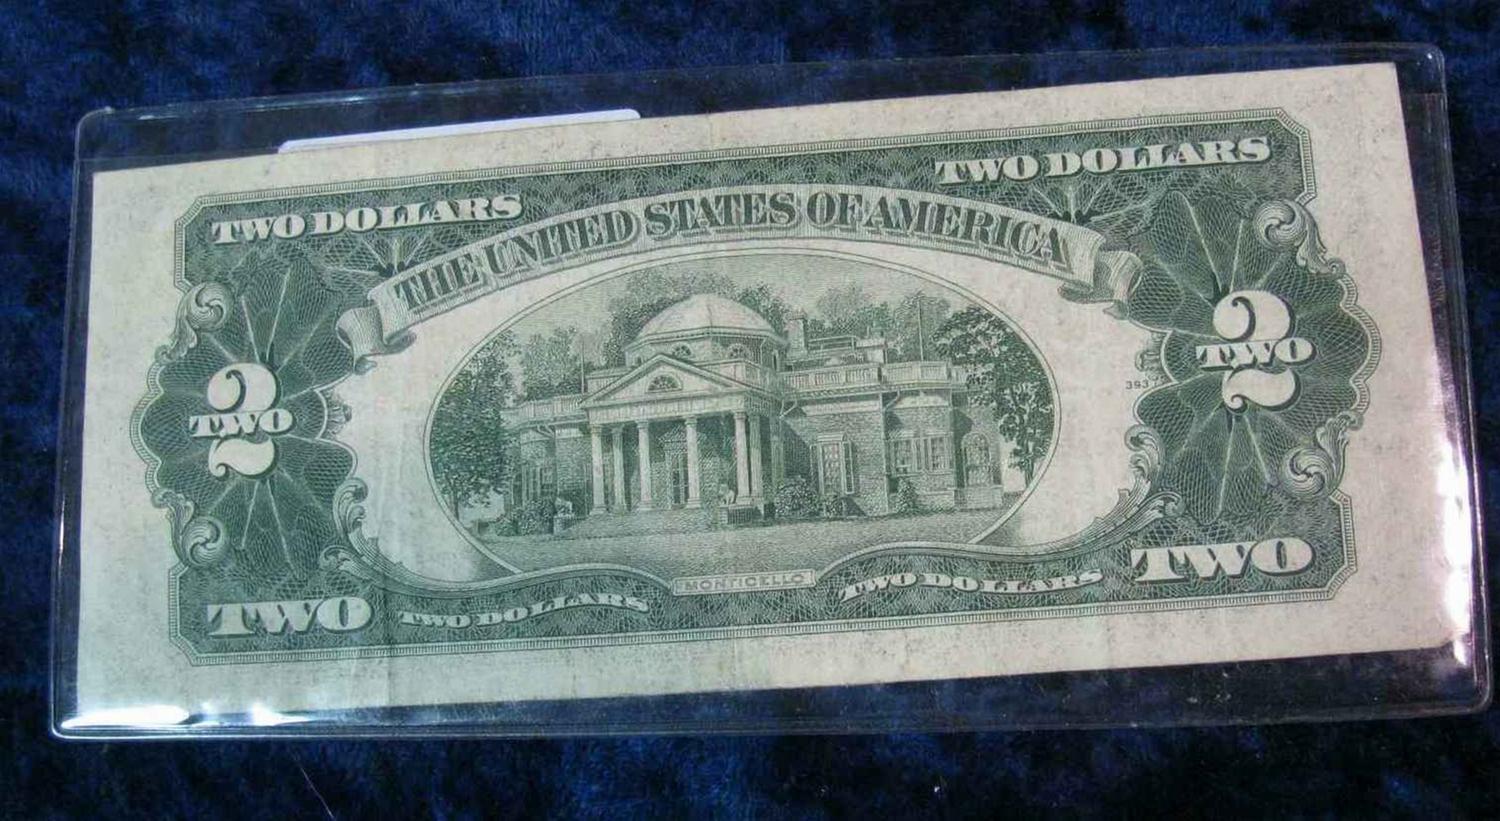 TWO DOLLARS
TWO DOLLARS
THE UNITED STATES OF AMERICA
2
TWO
2
TWO
MONTICELLO
TWO
TWO DOLLARS
TWO DOLLARS
TWO